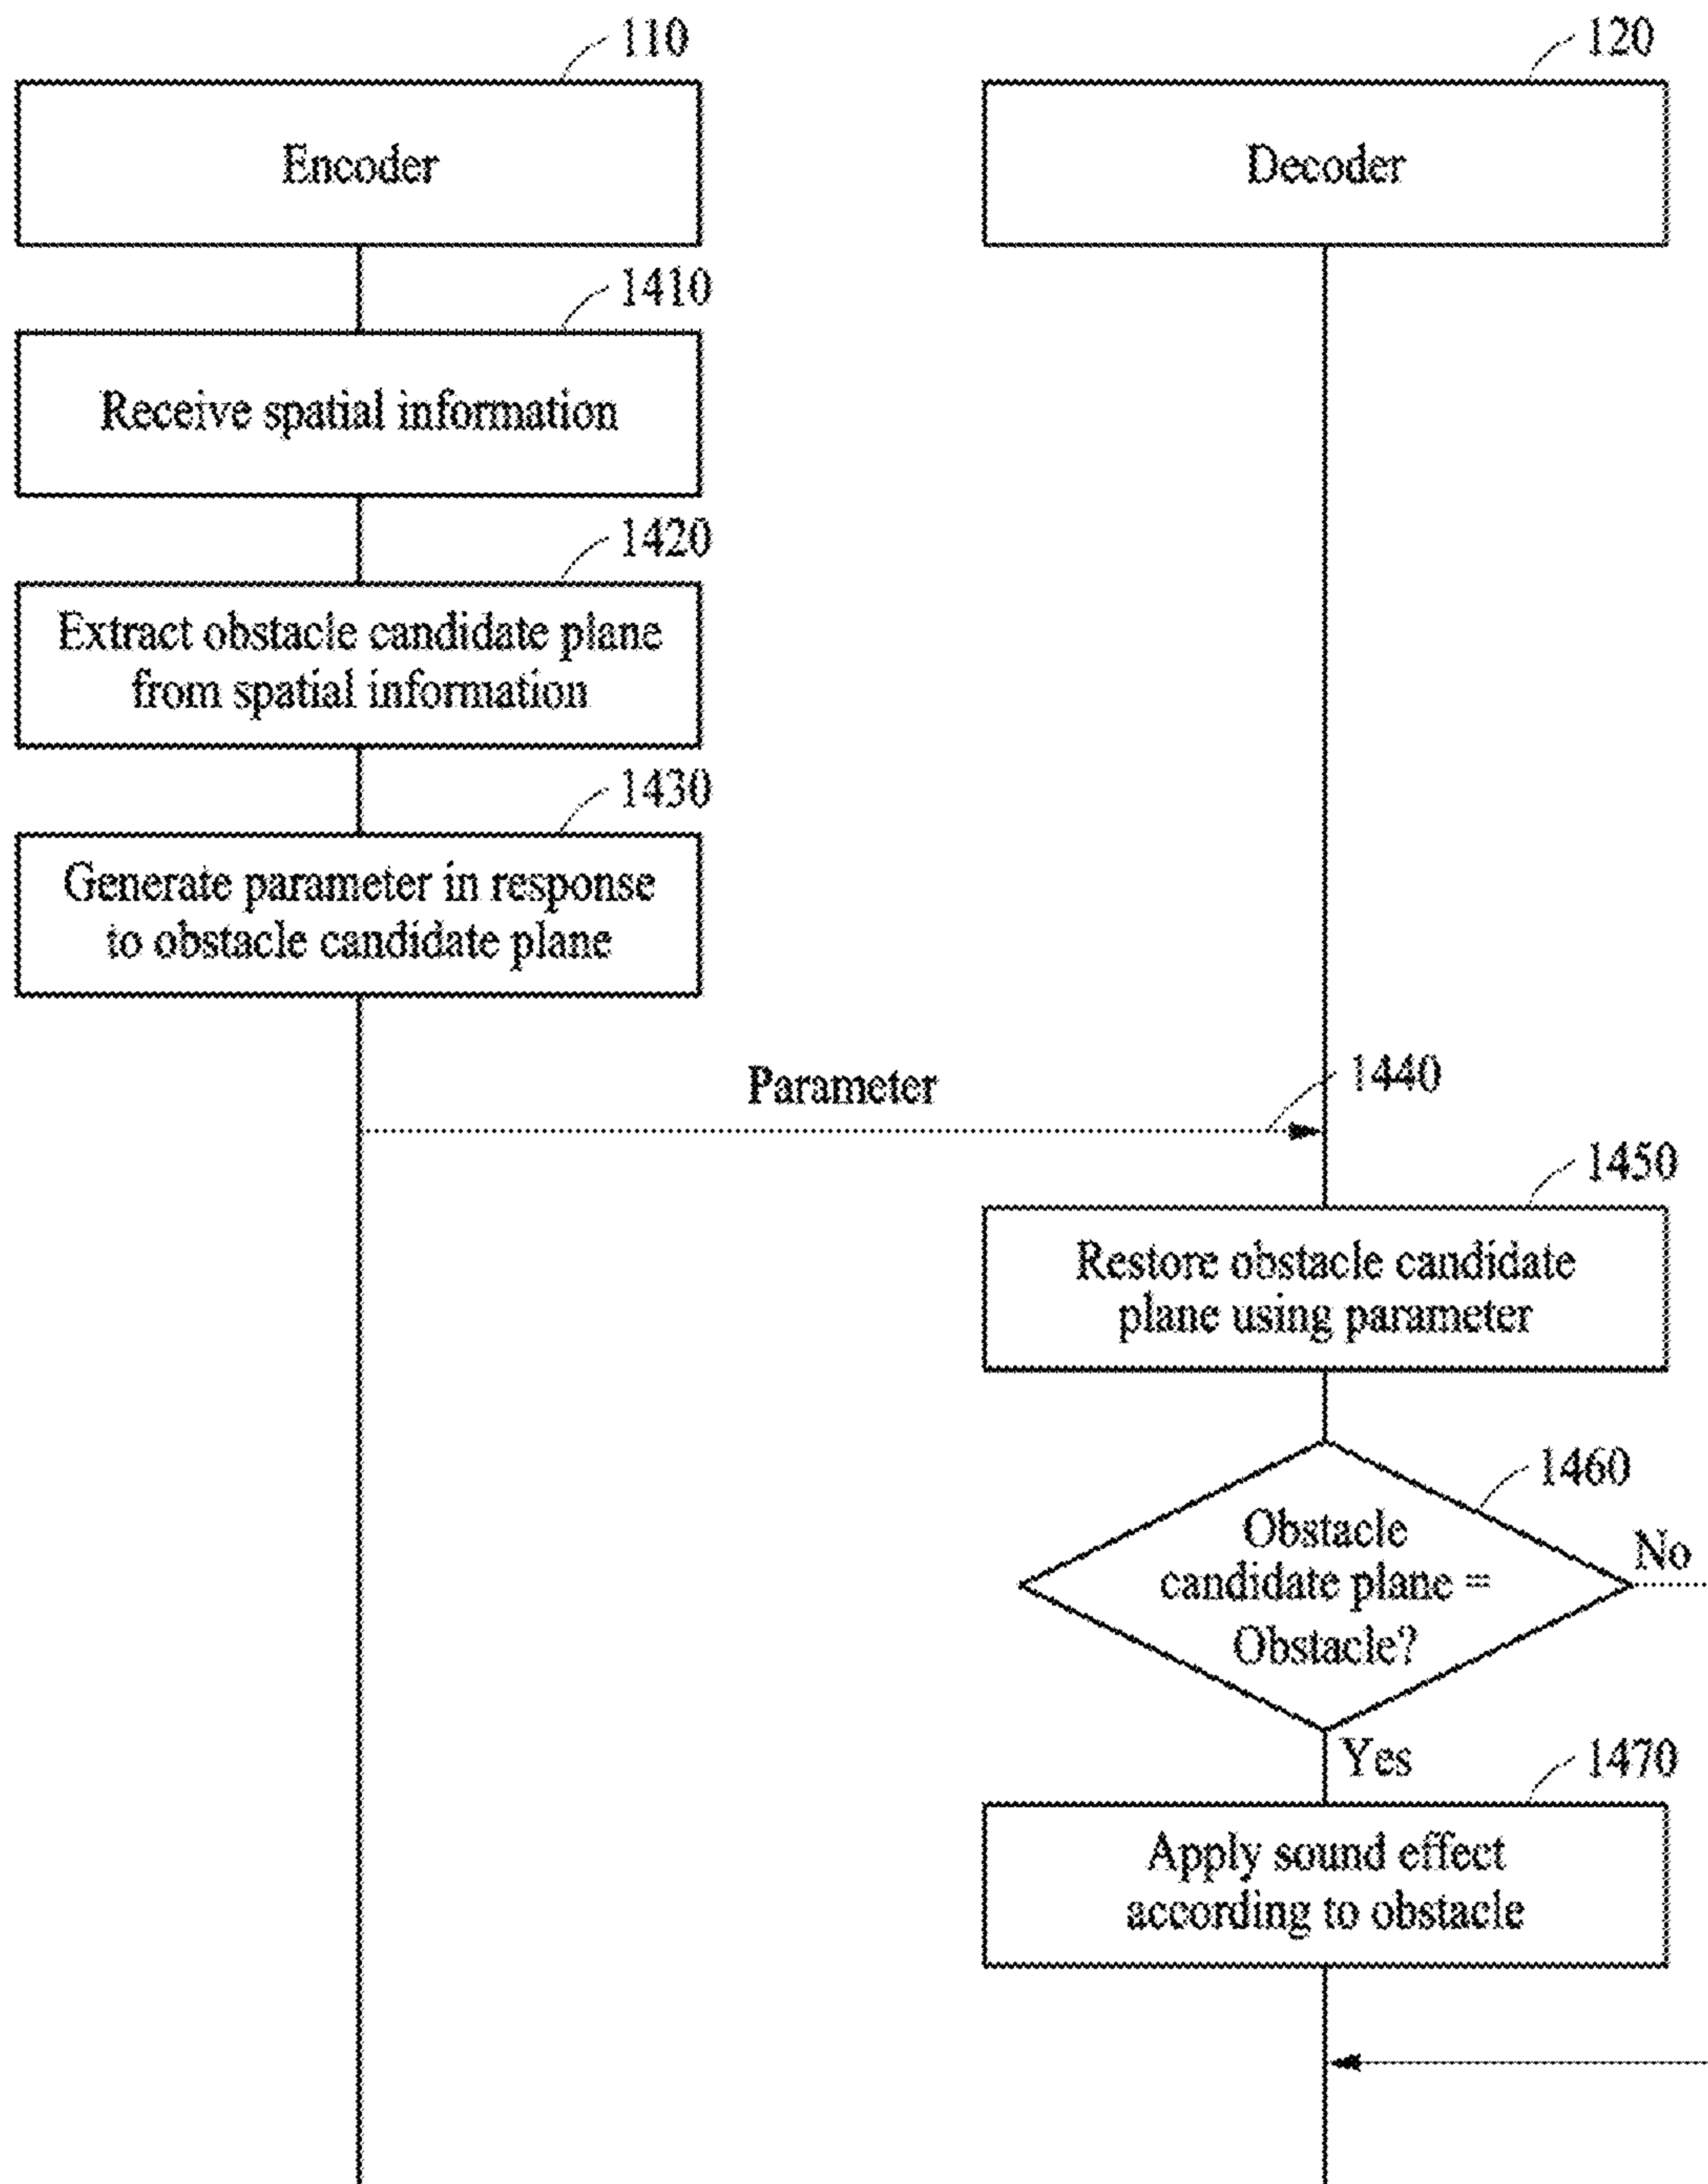 110
120
Encoder
Decoder
1410
Receive spatial information
1420
Extract obstacle candidate plane
from spatial information
1430
Generate parameter in response
to obstacle candidate plane
Parameter
1440
1450
Restore obstacle candidate
plane using parameter
1460
Obstacle
candidate plane =
Obstacle?
No
Yes
1470
Apply sound effect
according to obstacle